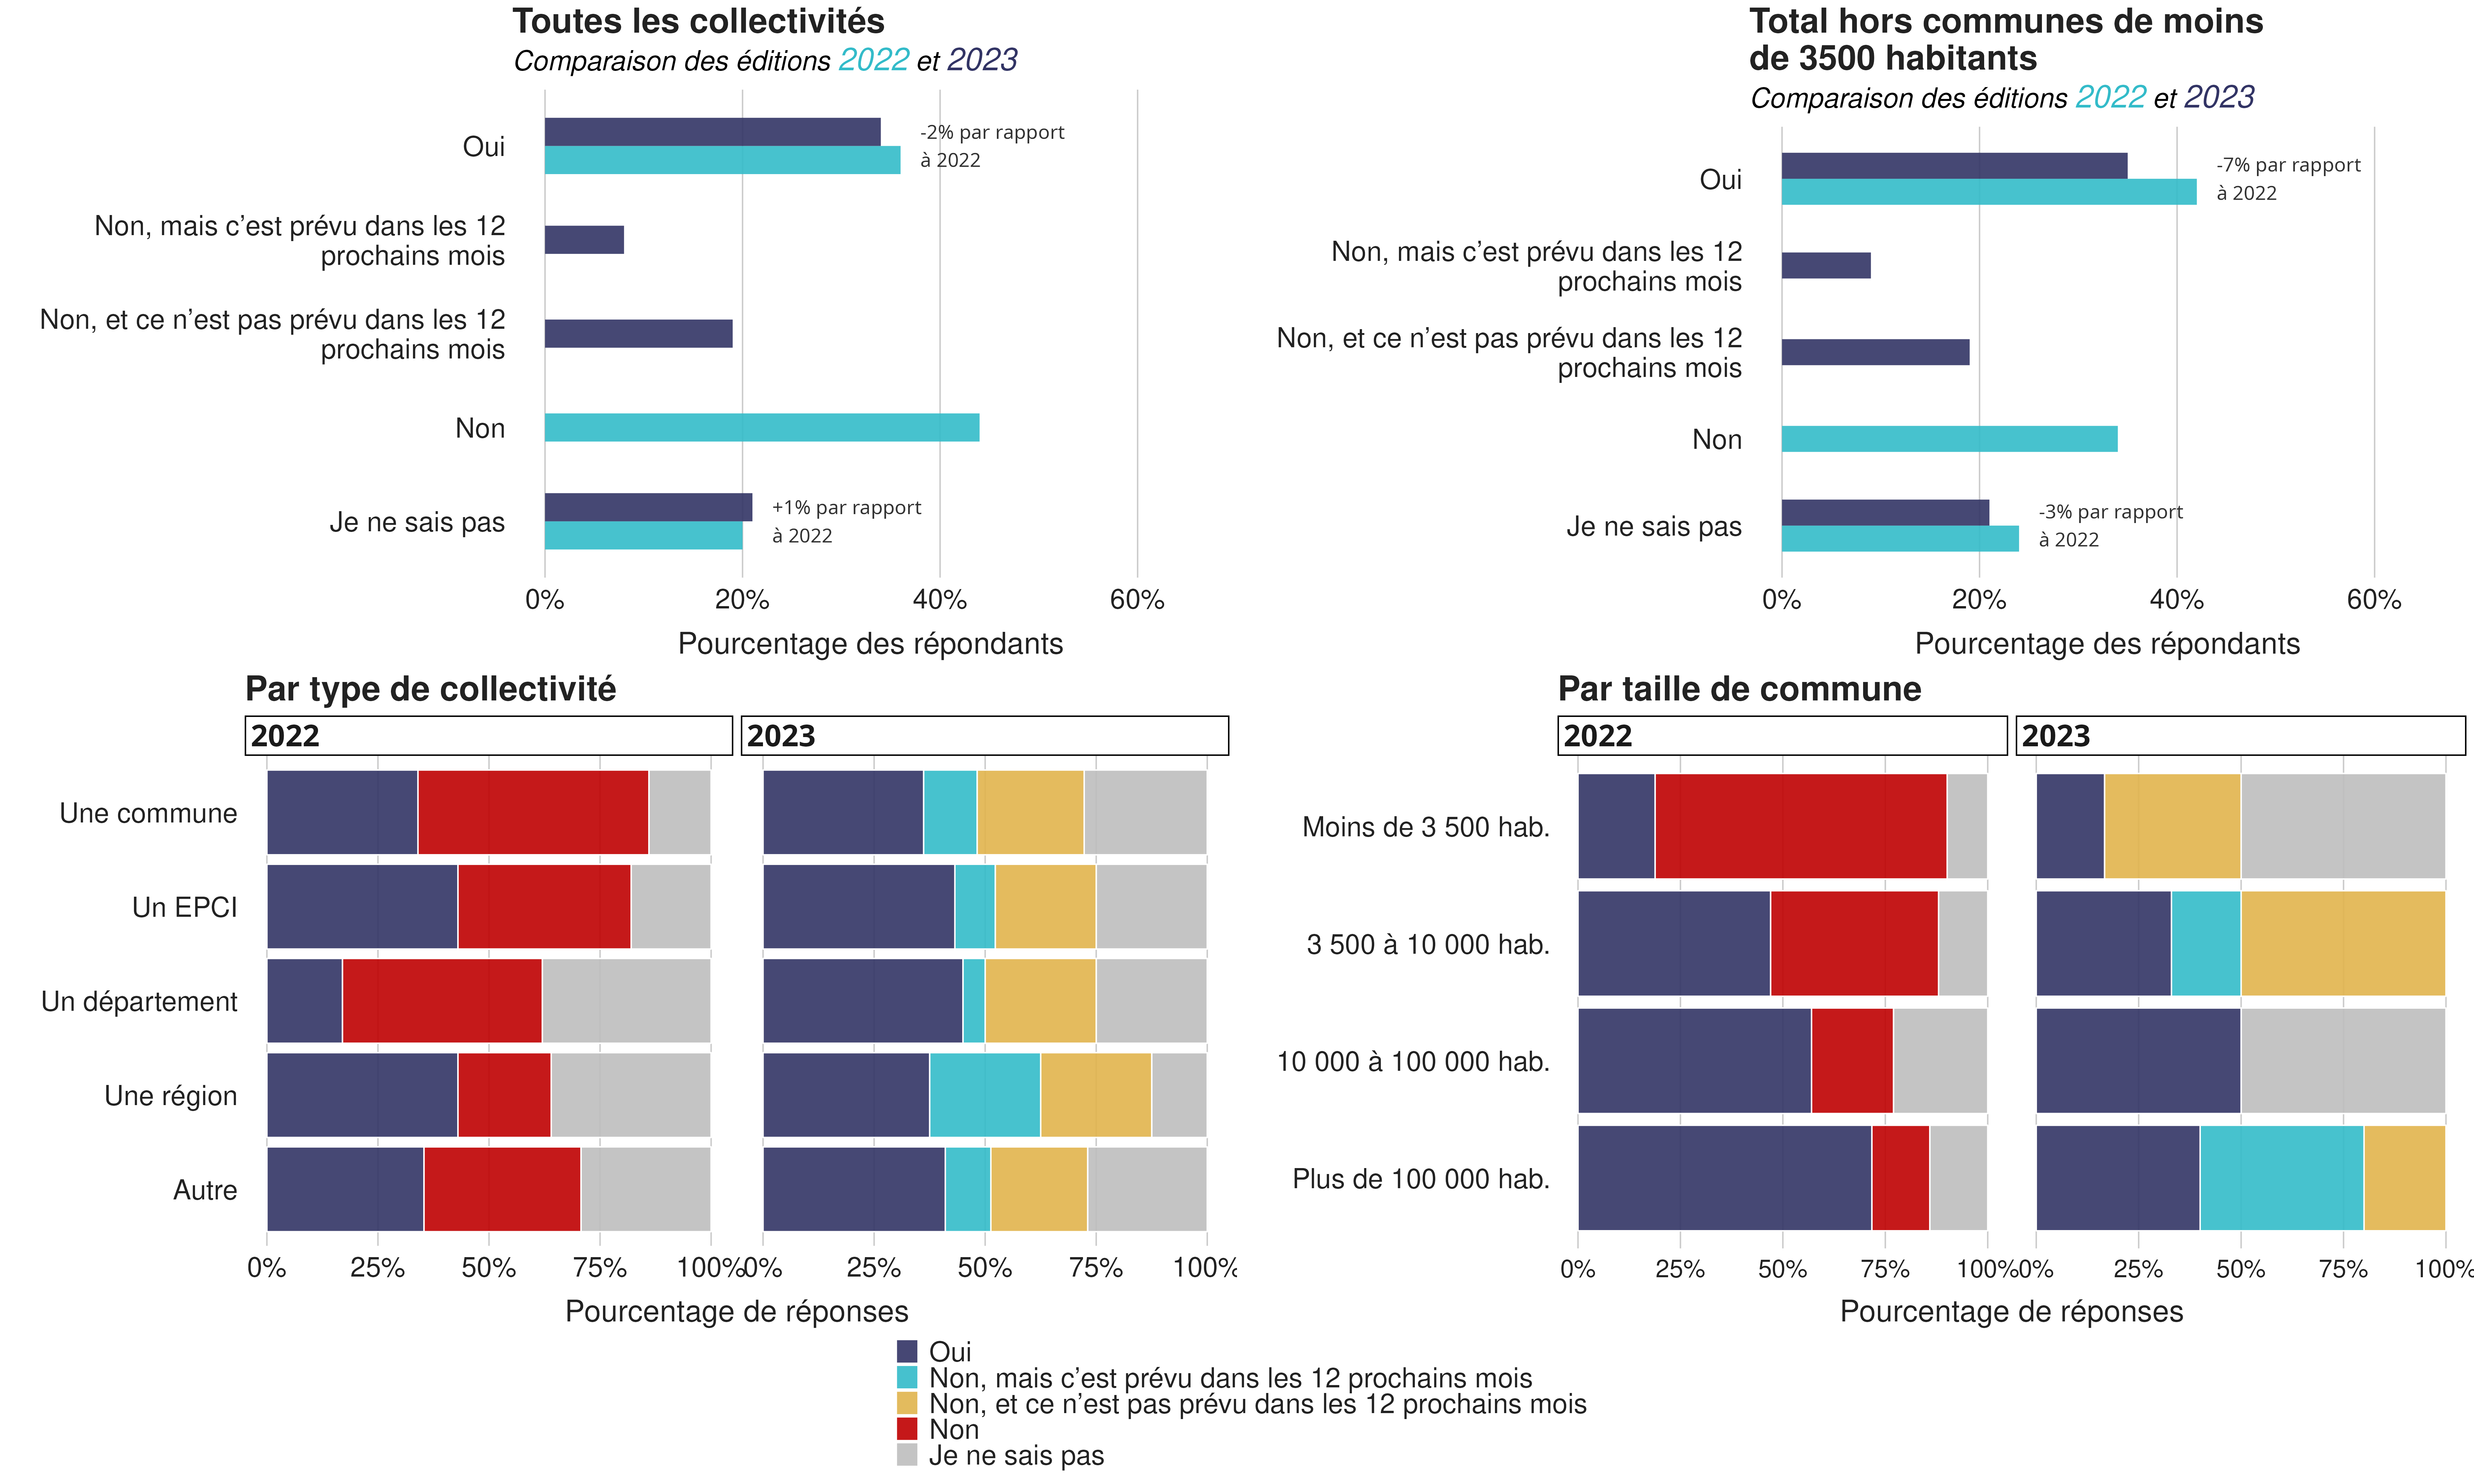 Toutes les collectivités
Comparaison des éditions 2022 et 2023
Oui
-2% par rapport
à 2022
Non, mais c’est prévu dans les 12
prochains mois
Non, et ce n’est pas prévu dans les 12
prochains mois
Non
Je ne sais pas
+1% par rapport
à 2022
0% 20% 40% 60%
Pourcentage des répondants
Total hors communes de moins
de 3500 habitants
Comparaison des éditions 2022 et 2023
Oui
-7% par rapport
à 2022
Non, mais c’est prévu dans les 12
prochains mois
Non, et ce n’est pas prévu dans les 12
prochains mois
Non
Je ne sais pas
-3% par rapport
à 2022
0% 20% 40% 60%
Pourcentage des répondants
Par type de collectivité
2022 2023
Une commune
Un EPCI
Un département
Une région
Autre
0% 25% 50% 75% 100% 0% 25% 50% 75% 100%
Pourcentage de réponses
Par taille de commune
2022 2023
Moins de 3 500 hab.
3 500 à 10 000 hab.
10 000 à 100 000 hab.
Plus de 100 000 hab.
0% 25% 50% 75% 100% 0% 25% 50% 75% 100%
Pourcentage de réponses
Oui
Non, mais c’est prévu dans les 12 prochains mois
Non, et ce n’est pas prévu dans les 12 prochains mois
Non
Je ne sais pas